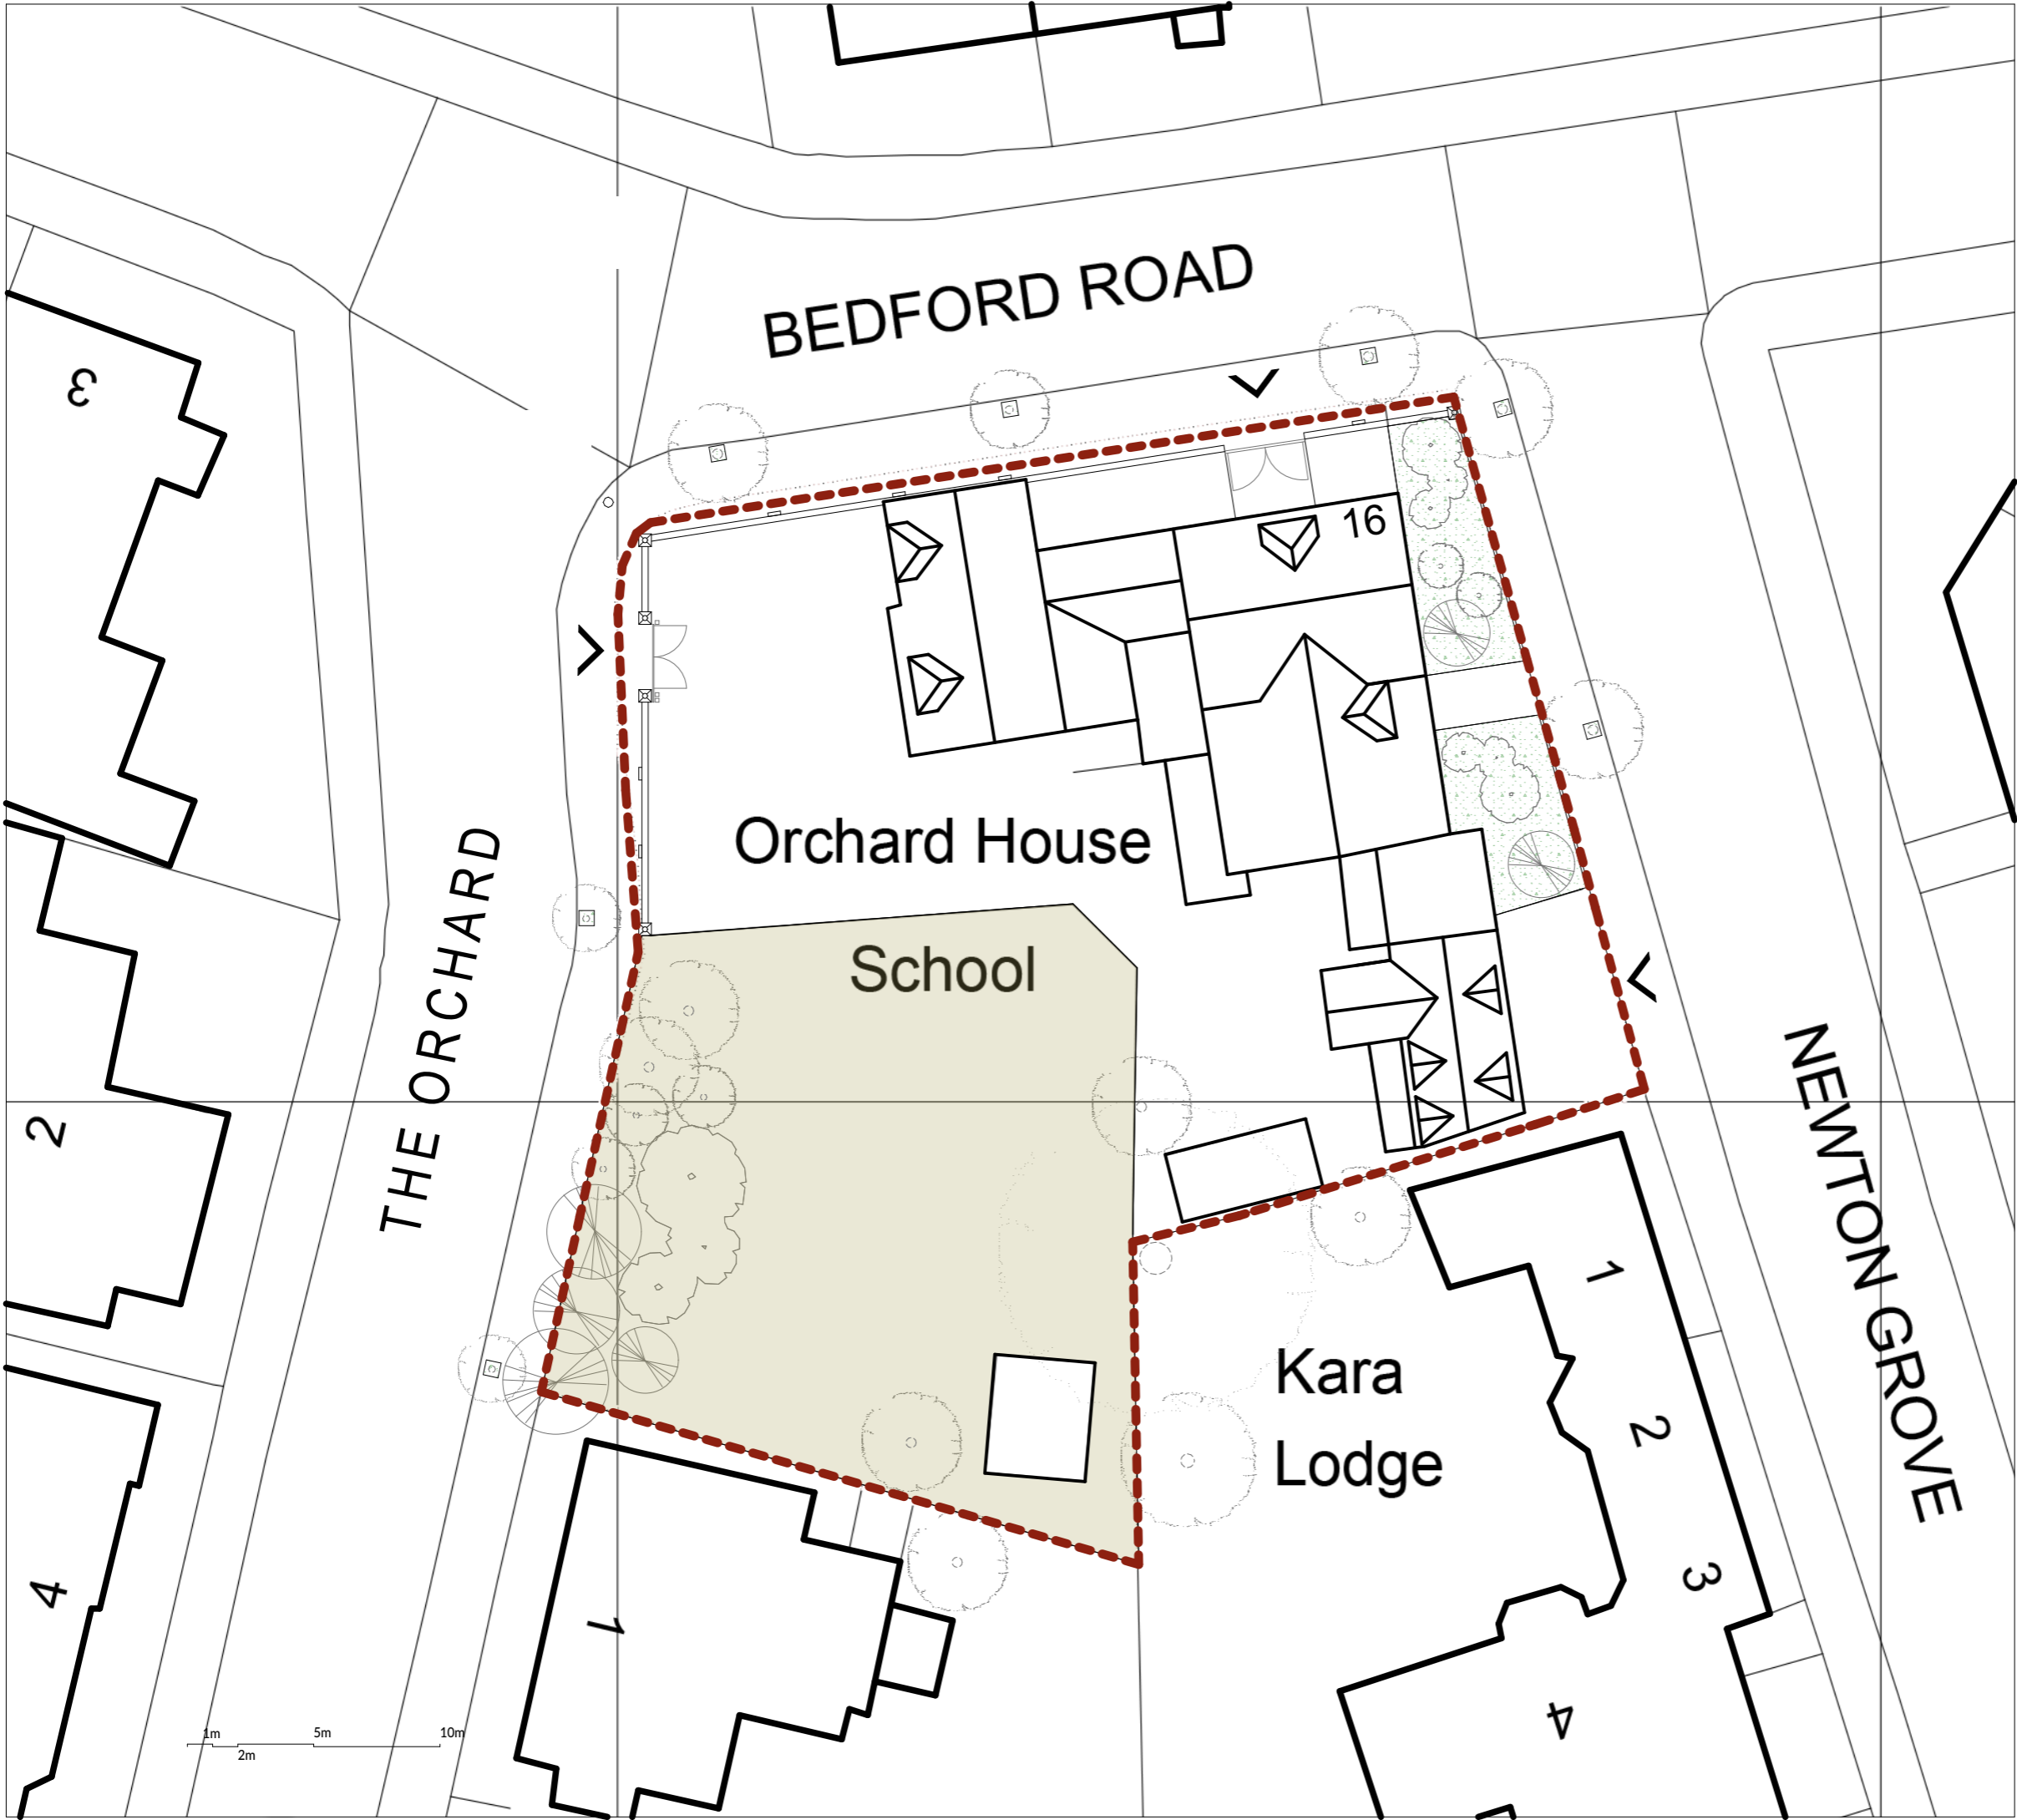 BEDFORD ROAD
3
16
Orchard House
THE ORCHARD
School
2
NEWTON GROVE
1
Kara
2
Lodge
3
4
1
4
1m
5m
10m
2m